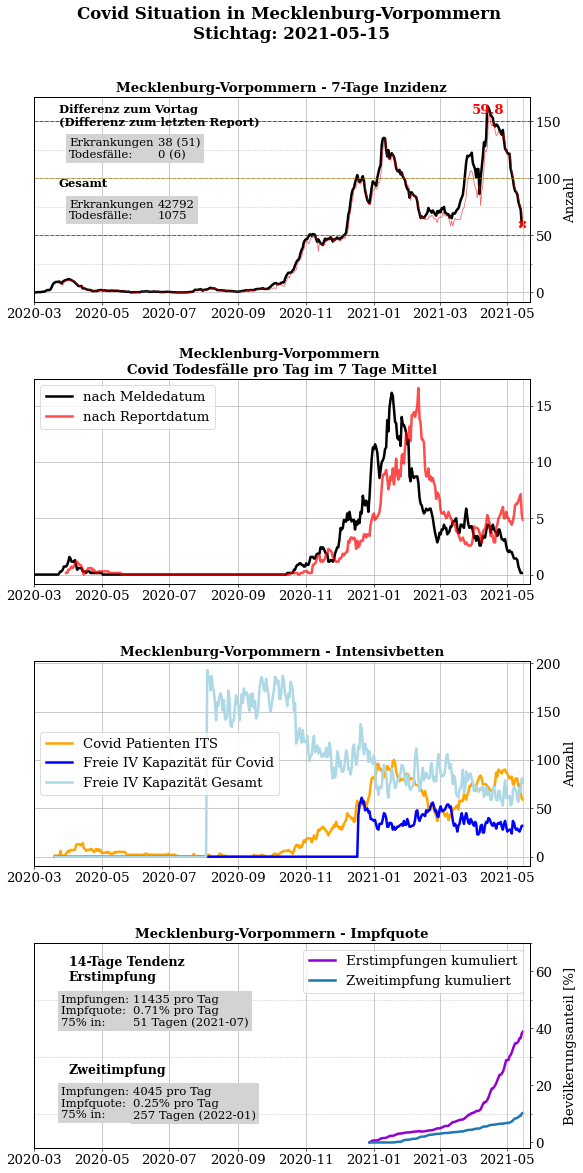 Covid Situation in Mecklenburg-Vorpommern
Stichtag: 2021-05-15
Mecklenburg-Vorpommern - 7-Tage Inzidenz
Differenz zum Vortag
(Differenz zum letzten Report)
Erkrankungen 38 (51)
Todesfälle: 0 (6)
Gesamt
Erkrankungen 42792
Todesfälle: 1075
59.8
150
100
50
0
Anzahl
2020-03 2020-05 2020-07 2020-09 2020-11 2021-01 2021-03 2021-05
Mecklenburg-Vorpommern
Covid Todesfälle pro Tag im 7 Tage Mittel
nach Meldedatum
nach Reportdatum
15
10
5
0
2020-03 2020-05 2020-07 2020-09 2020-11 2021-01 2021-03 2021-05
Mecklenburg-Vorpommern - Intensivbetten
Covid Patienten ITS
Freie IV Kapazität für Covid
Freie IV Kapazität Gesamt
200
150
100
50
0
Anzahl
2020-03 2020-05 2020-07 2020-09 2020-11 2021-01 2021-03 2021-05
Mecklenburg-Vorpommern - Impfquote
14-Tage Tendenz
Erstimpfung
Impfungen: 11435 pro Tag
Impfquote: 0.71% pro Tag
75% in: 51 Tagen (2021-07)
Zweitimpfung
Impfungen: 4045 pro Tag
Impfquote: 0.25% pro Tag
75% in: 257 Tagen (2022-01)
Erstimpfungen kumuliert
Zweitimpfung kumuliert
60
40
20
0
Bevölkerungsanteil [%]
2020-03 2020-05 2020-07 2020-09 2020-11 2021-01 2021-03 2021-05